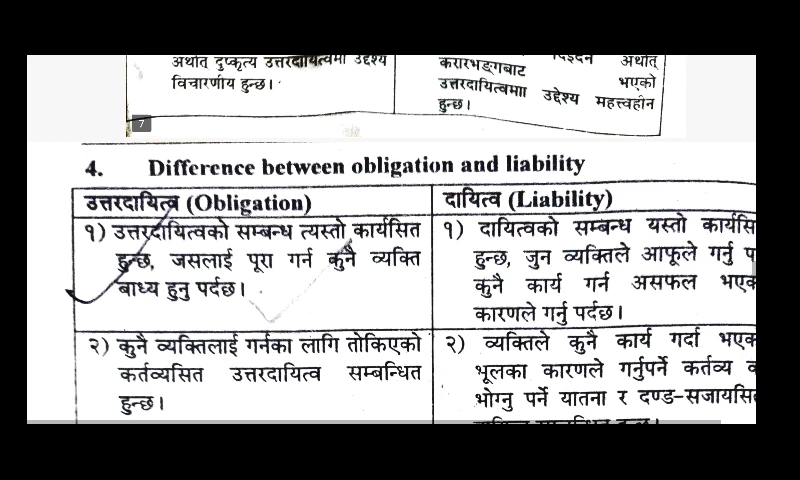 अर्थात दुष्कृत्य उत्तरदायित्वमा उद्देश्य
विचारणीय हुन्छ।
अर्थात्
करारभङ्गबाट भएको
उत्तरदायित्वमाा उद्देश्य महत्त्वहीन
हुन्छ।
7
4. Difference between obligation and liability
उत्तरदायित्व (Obligation)
१) उत्तरदायित्वको सम्बन्ध त्यस्तो कार्यसित
हुन्छ, जसलाई पूरा गर्न कुनै व्यक्ति
बाध्य हुनु पर्दछ।
दायित्व (Liability)
१) दायित्वको सम्बन्ध यस्तो
हुन्छ, जुन व्यक्तिले आफूले गर्नु
कुनै कार्य गर्न असफल
कारणले गर्नु पर्दछ।
२) कुनै व्यक्तिलाई गर्नका लागि तोकिएको
कर्तव्यसित उत्तरदायित्व सम्बन्धित
हुन्छ।
२) व्यक्तिले कुनै कार्य गर्दा
भूलका कारणले गर्नुपर्ने कर्तव्य
भोग्नु पर्ने यातना र